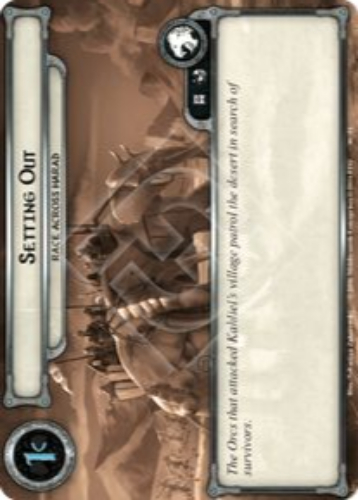 1
SETTING OUT
RACE ACROSS HARAD
The Orcs that attacked Kahliel's village patrol the desert in search of
survivors.